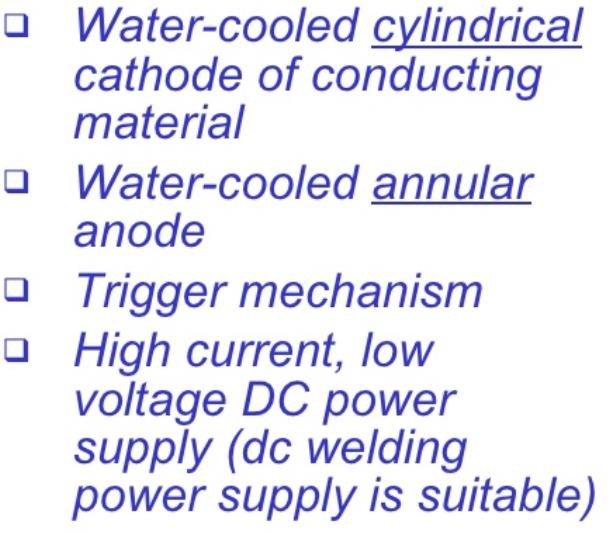 ❑ Water-cooled cylindrical
cathode of conducting
material
❑ Water-cooled annular
anode
❑ Trigger mechanism
❑ High current, low
voltage DC power
supply (dc welding
power supply is suitable)